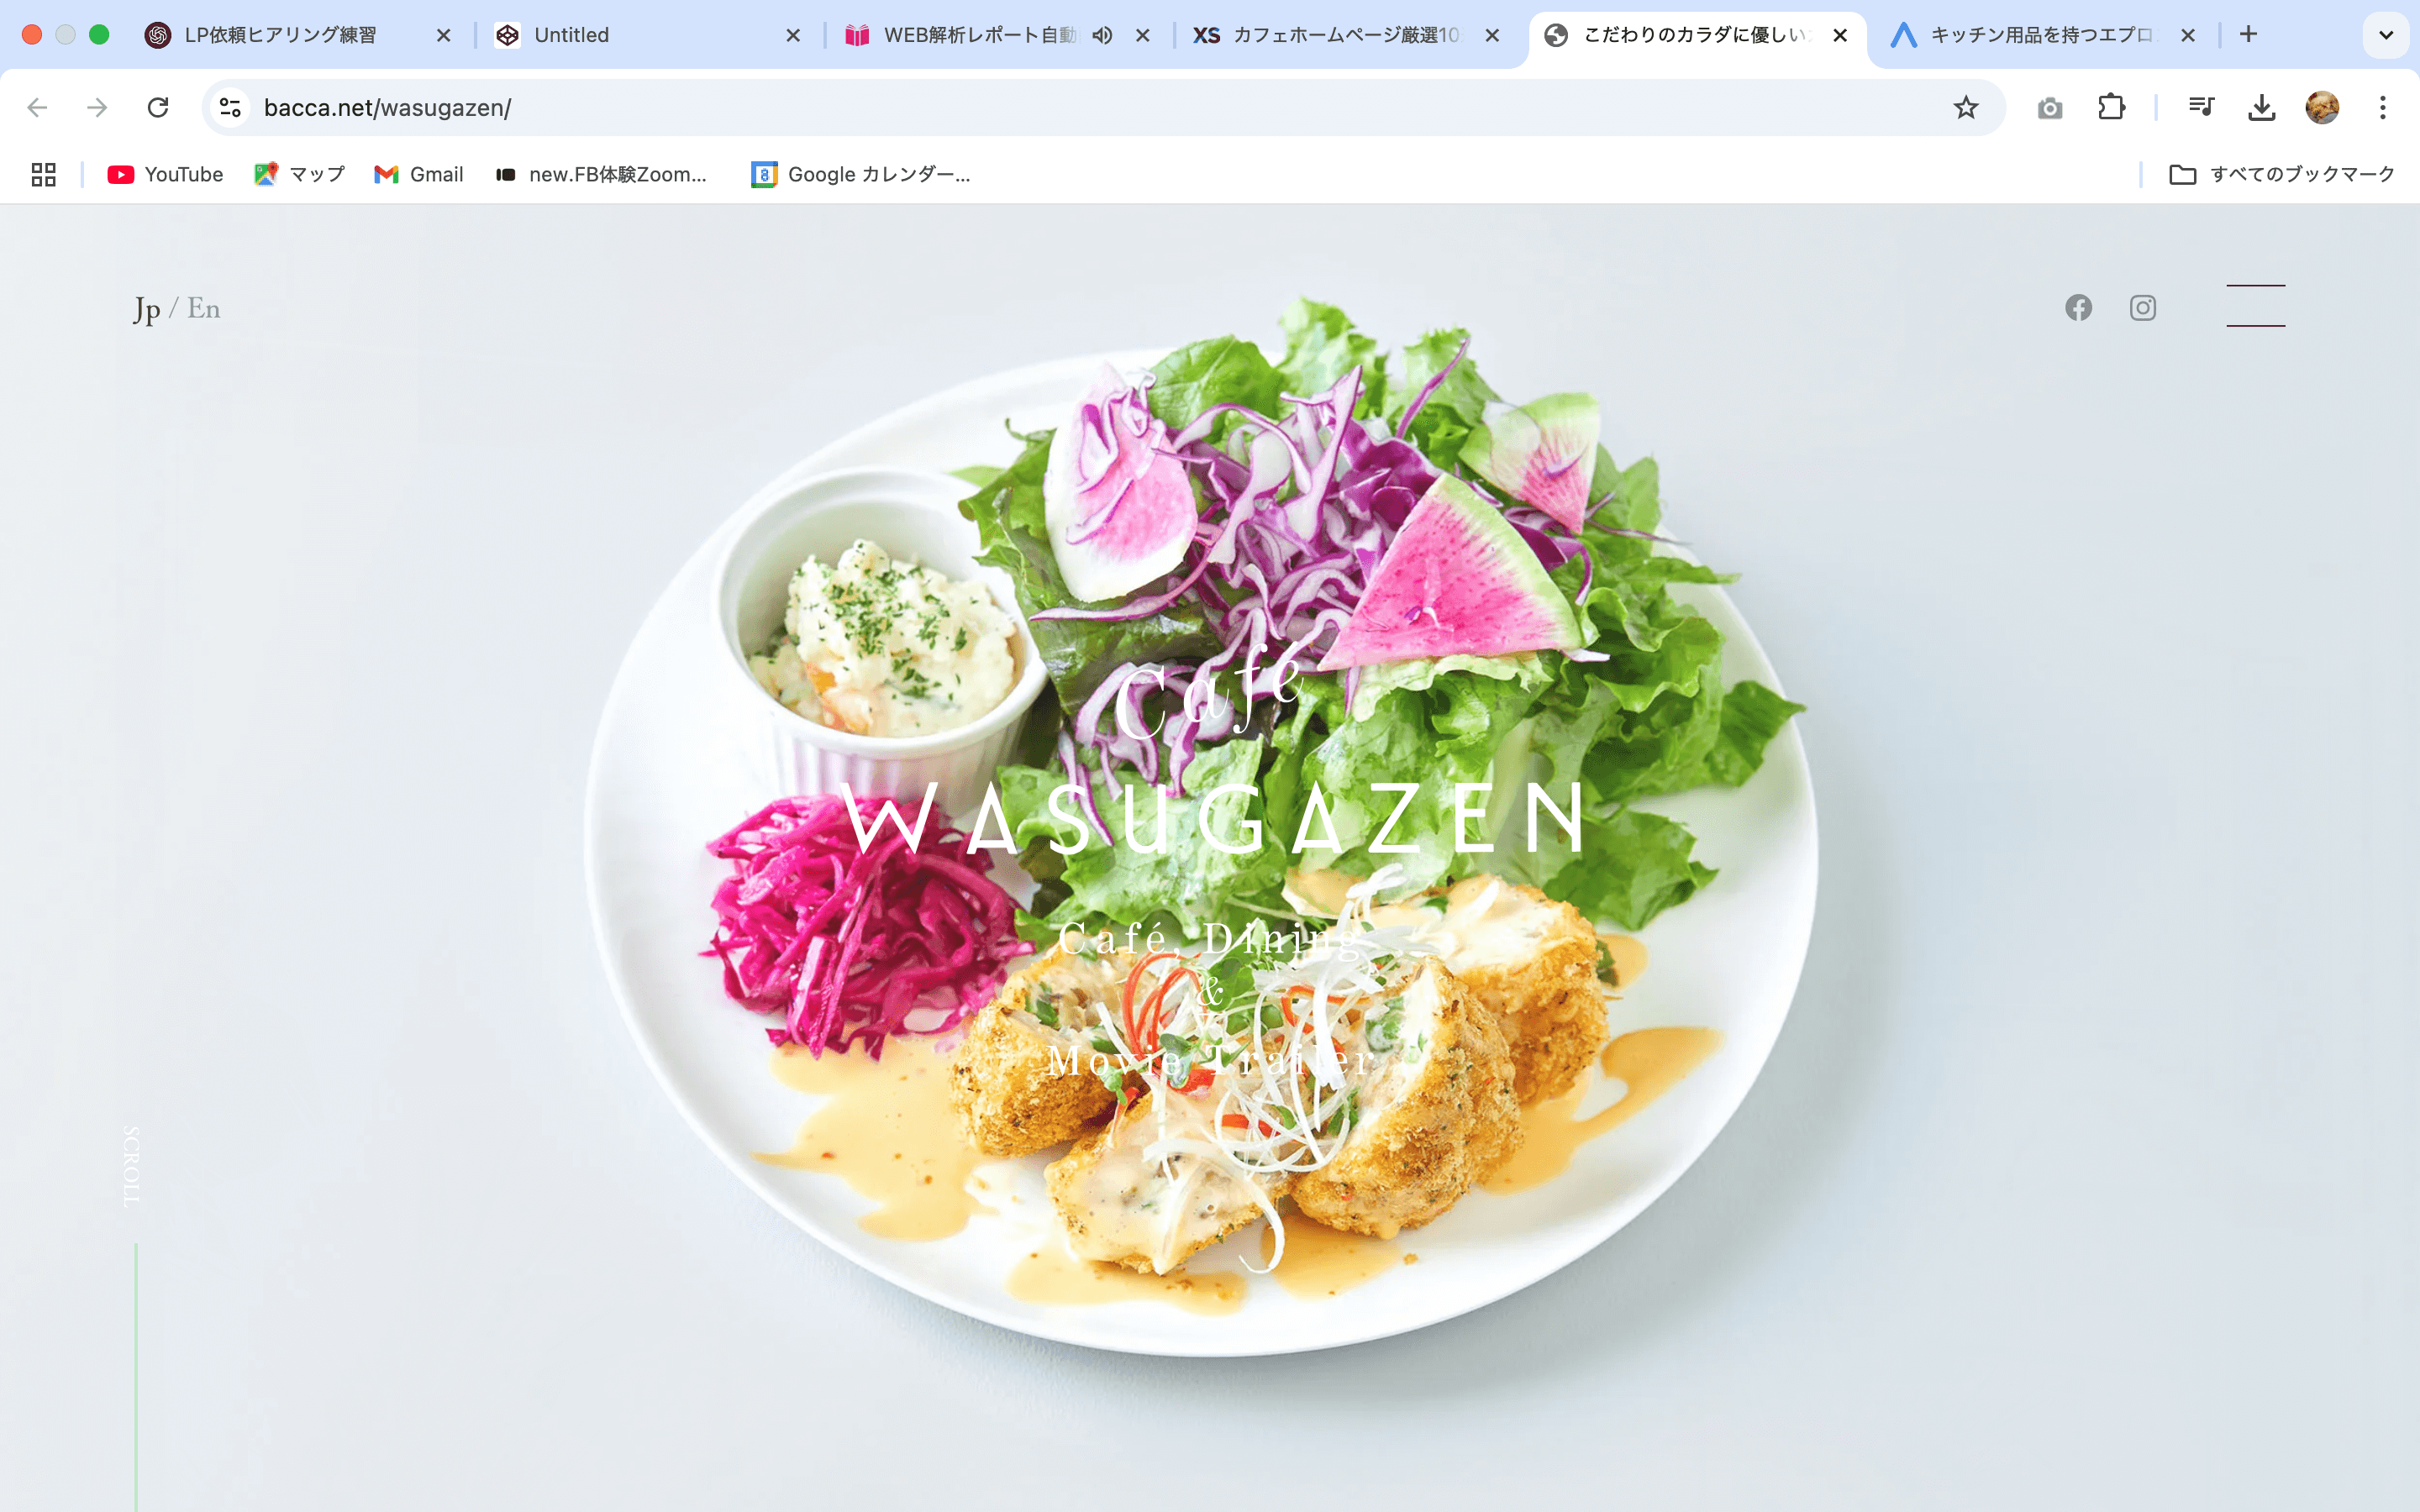 LP依頼ヒアリング練習
Untitled
WEB解析レポート自動
XS カフェホームページ厳選10
こだわりのカラダに優しい
キッチン用品を持つエプロ
bacca.net/wasugazen/
YouTube
マップ
Gmail
new.FB体験Zoom...
8 Google カレンダー...
すべてのブックマーク
Jp / En
Café
WASUGAZEN
Café, Dining
&
Movie Trailer
SCROLL